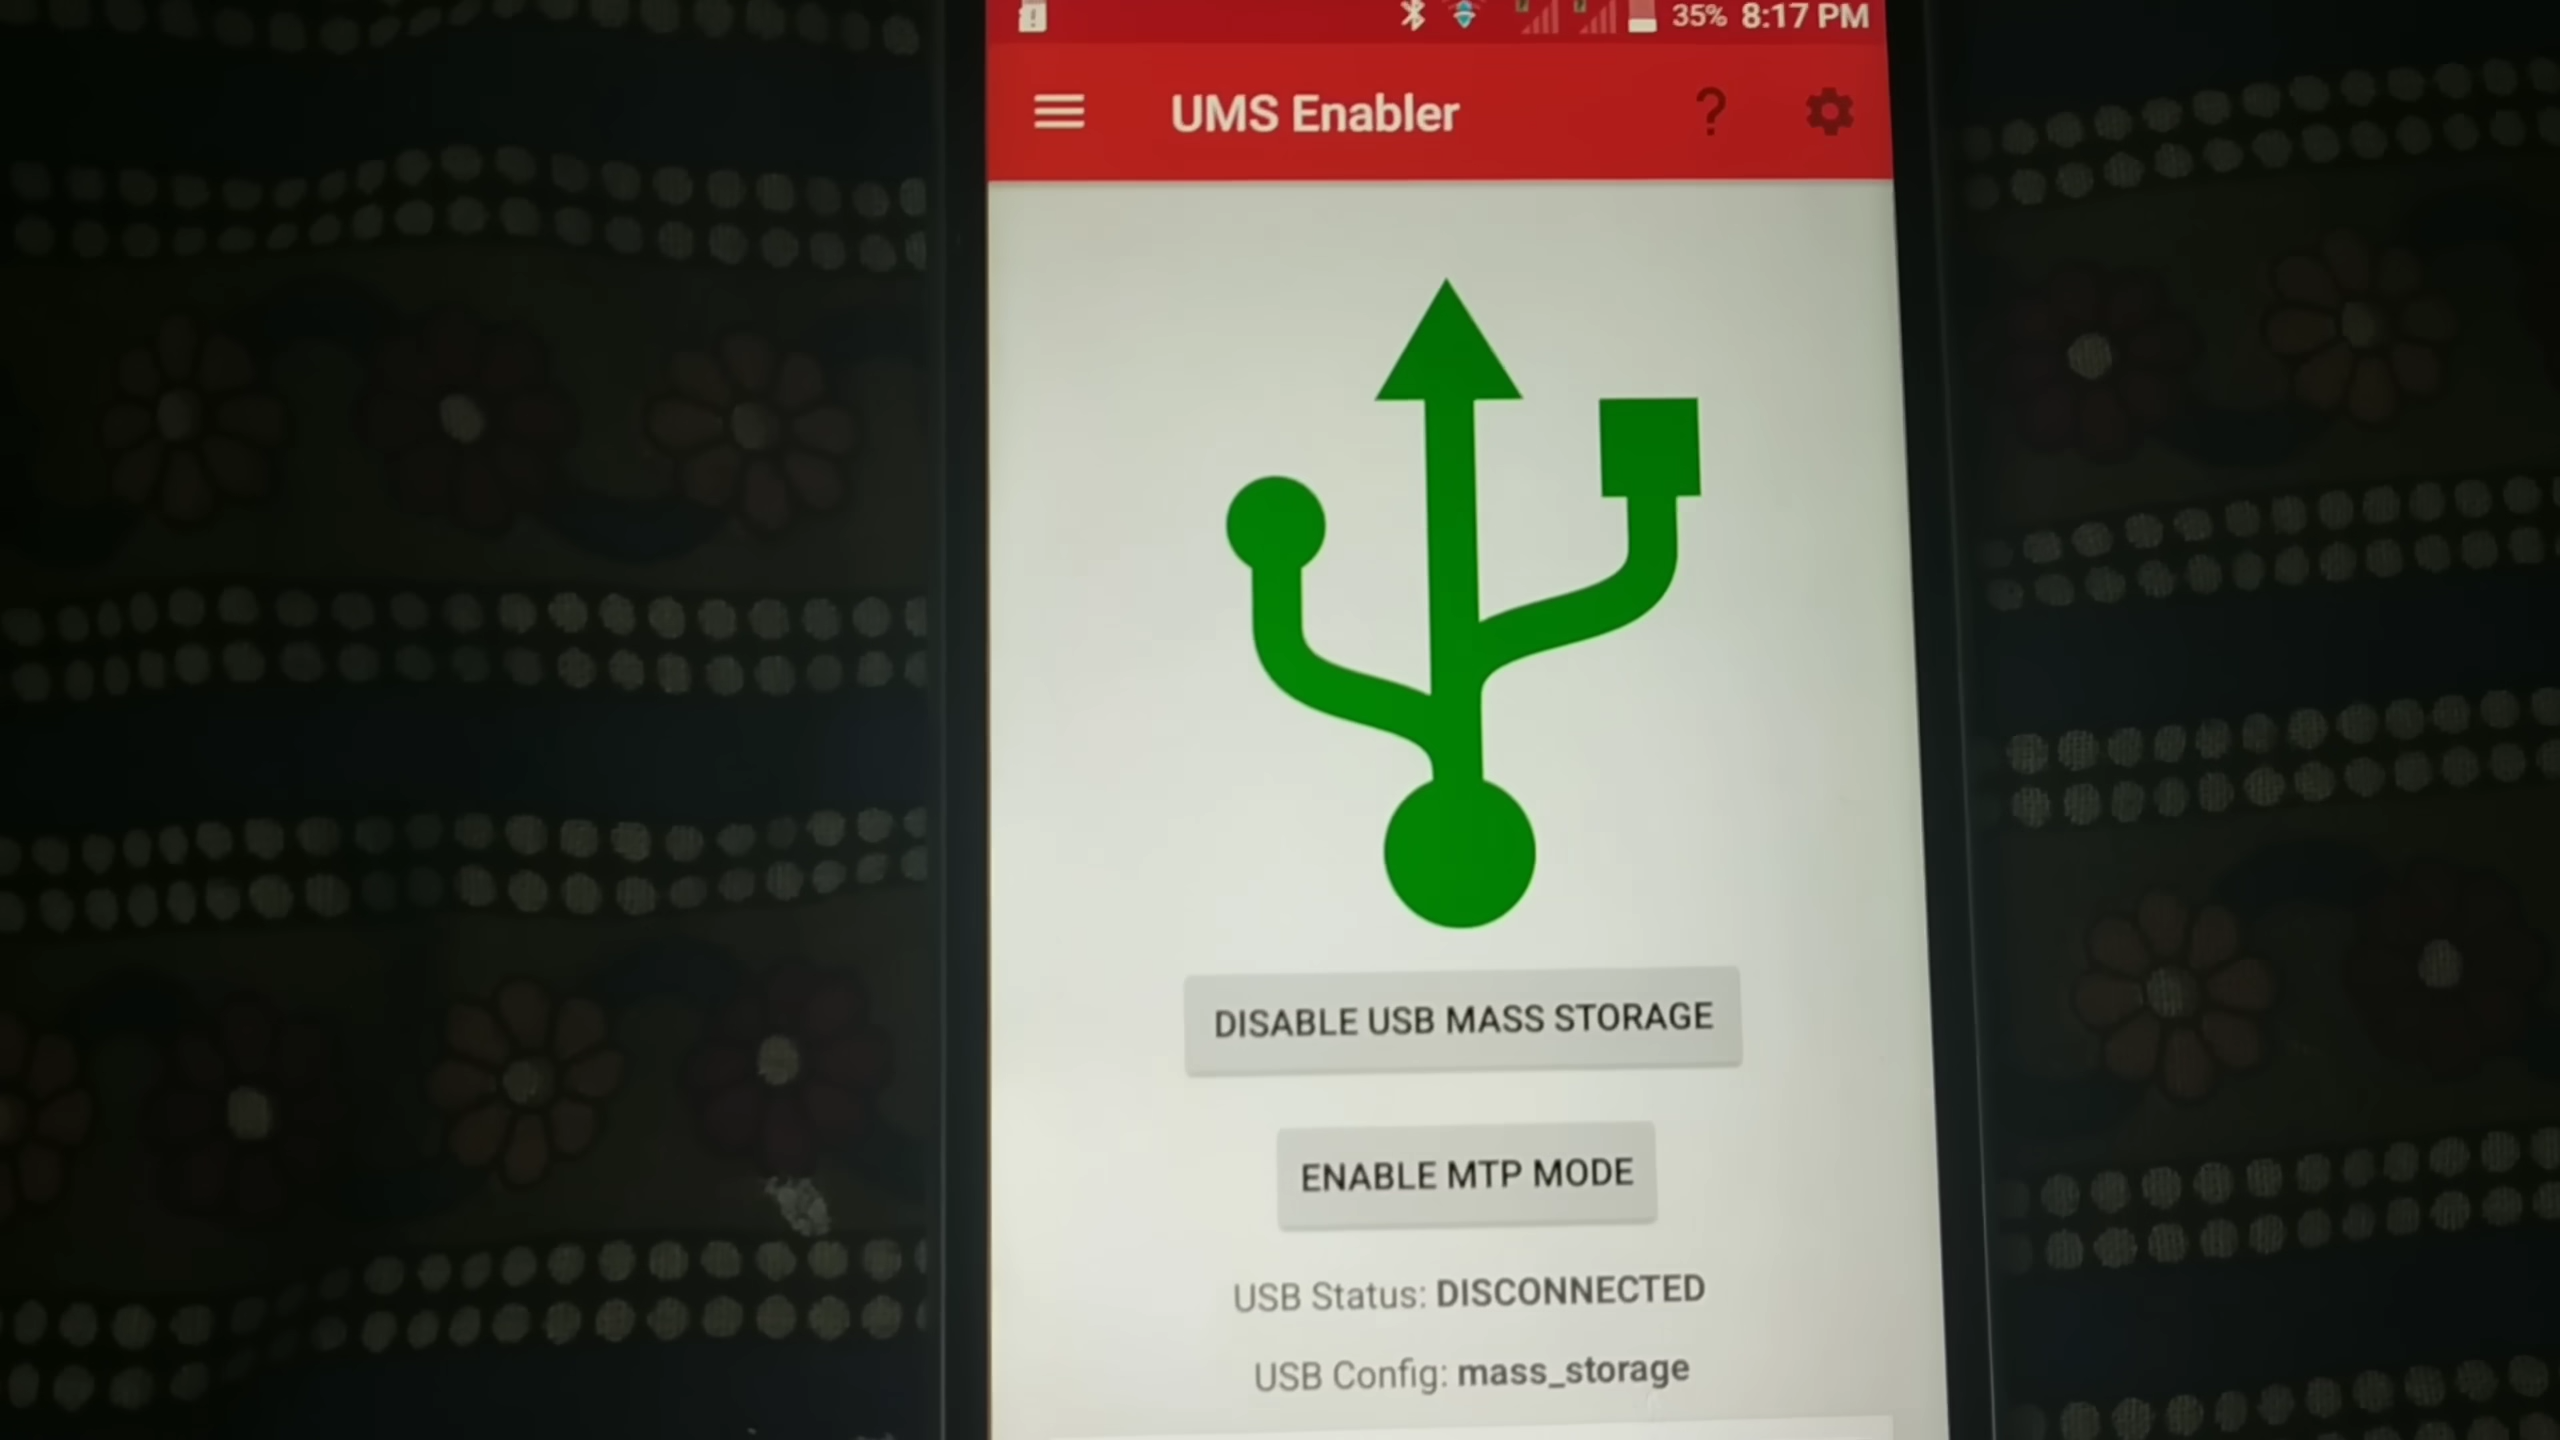 35% 8:17 PM
UMS Enabler ?
DISABLE USB MASS STORAGE
ENABLE MTP MODE
USB Status: DISCONNECTED
USB Config: mass_storage